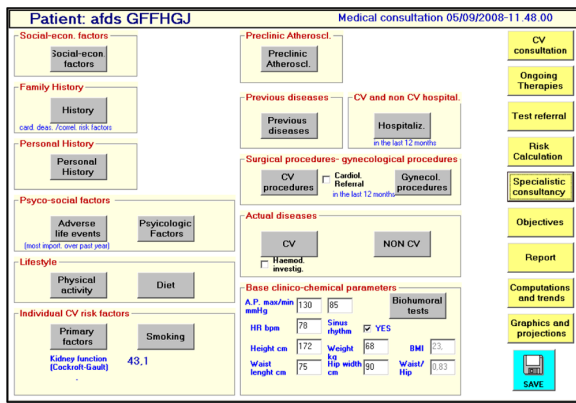 Patient: afds GFFHGJ
Medical consultation 05/09/2008-11.48.00
Social-econ. factors
Social-econ.
factors
Family History
History
card. deas. /correl. risk factors
Personal History
Personal
History
Psyco-social factors
Adverse
life events
Psyicologic
Factors
(most import. over past year)
Lifestyle
Physical
activity
Diet
Individual CV risk factors
Primary
factors
Smoking
Kidney function
(Cockroft-Gault)
43,1
Preclinic Atheroscl.
Preclinic
Atheroscl.
Previous diseases
Previous
diseases
CV and non CV hospital.
Hospitaliz.
in the last 12 months
Surgical procedures- gynecological procedures
CV
procedures
Cardiol.
Referral
in the last 12 months
Gynecol.
procedures
Actual diseases
CV
NON CV
Haemod.
investig.
Base clinico-chemical parameters
A.P. max/min
mmHg
130
85
Biohumoral
tests
HR bpm
78
Sinus
rhythm
YES
Height cm
172
Weight
kg
68
BMI
23,
Waist
lenght cm
75
Hip width
cm
90
Waist/
Hip
0.83
CV
consultation
Ongoing
Therapies
Test referral
Risk
Calculation
Specialistic
consultancy
Objectives
Report
Computations
and trends
Graphics and
projections
SAVE